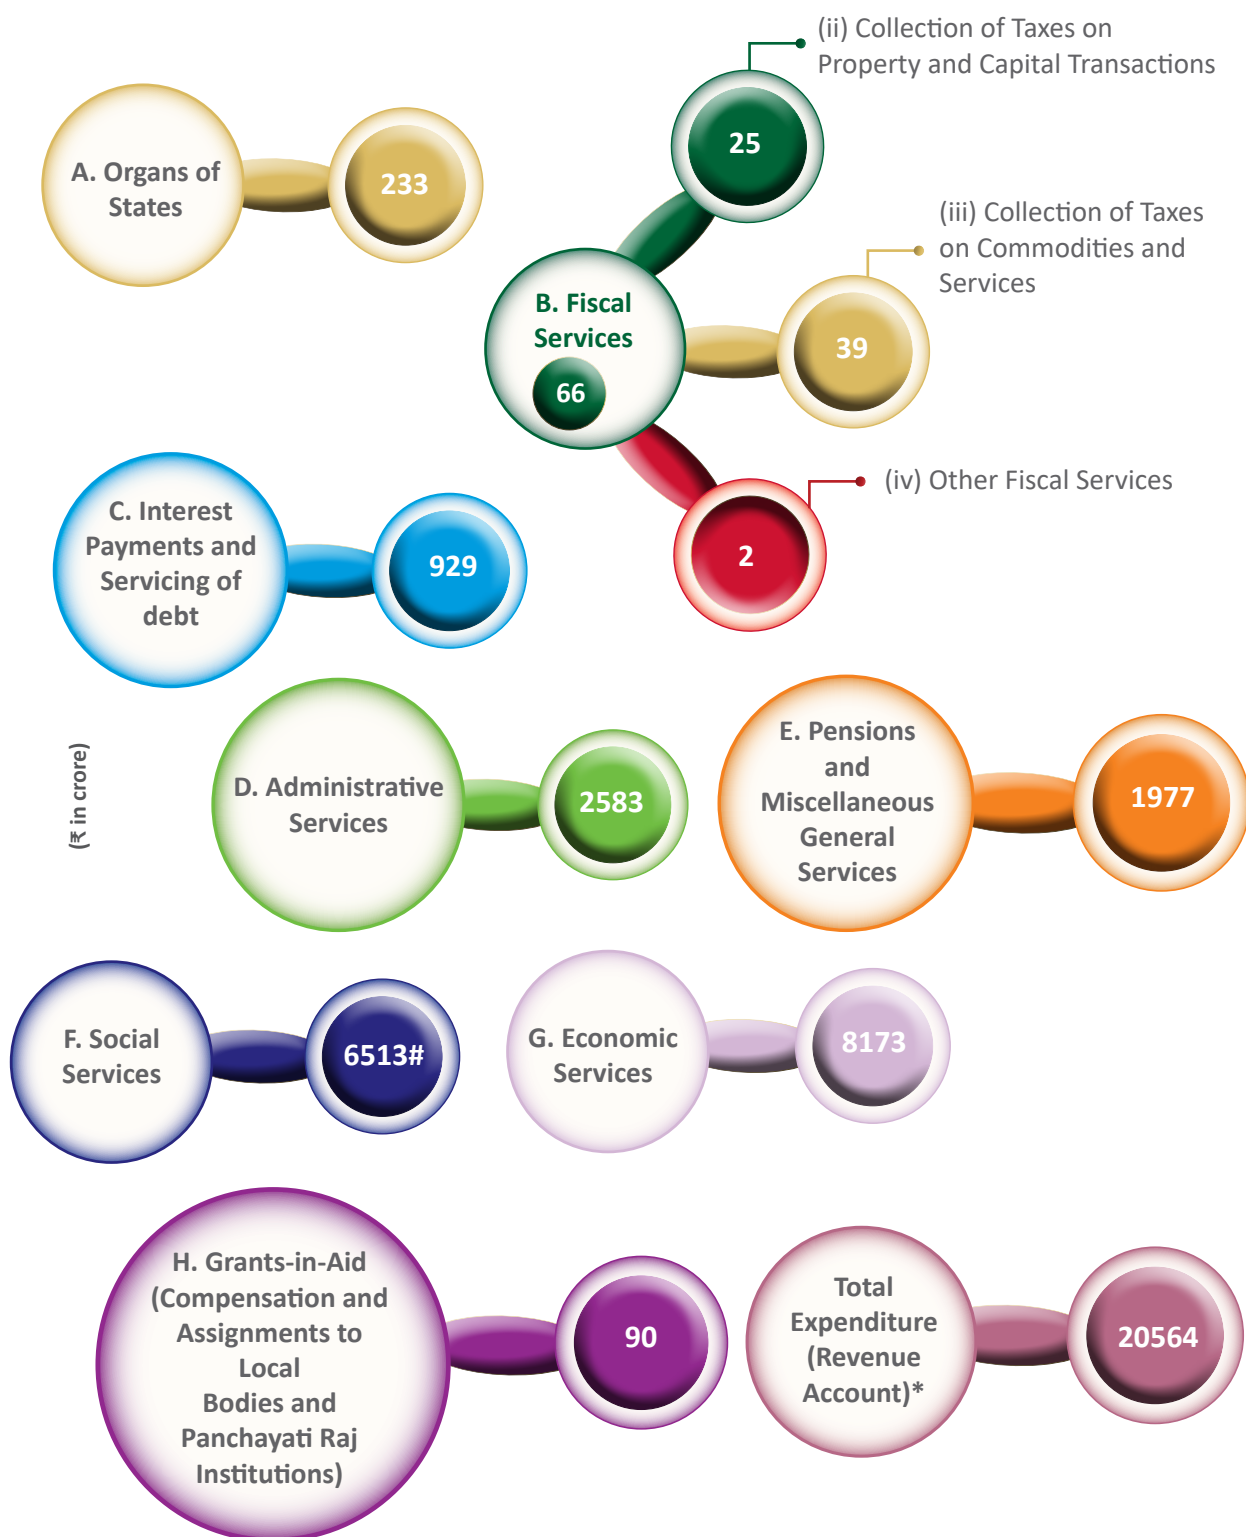 (ii) Collection of Taxes on
Property and Capital Transactions
25
A. Organs of
States
233
(iii) Collection of Taxes
on Commodities and
Services
39
B. Fiscal
Services
66
(iv) Other Fiscal Services
2
C. Interest
Payments and
Servicing of
debt
929
(₹ in crore)
D. Administrative
Services
2583
E. Pensions
and
Miscellaneous
General
Services
1977
F. Social
Services
6513#
G. Economic
Services
8173
H. Grants-in-Aid
(Compensation and
Assignments to
Local
Bodies and
Panchayati Raj
Institutions)
90
Total
Expenditure
(Revenue
Account)*
20564